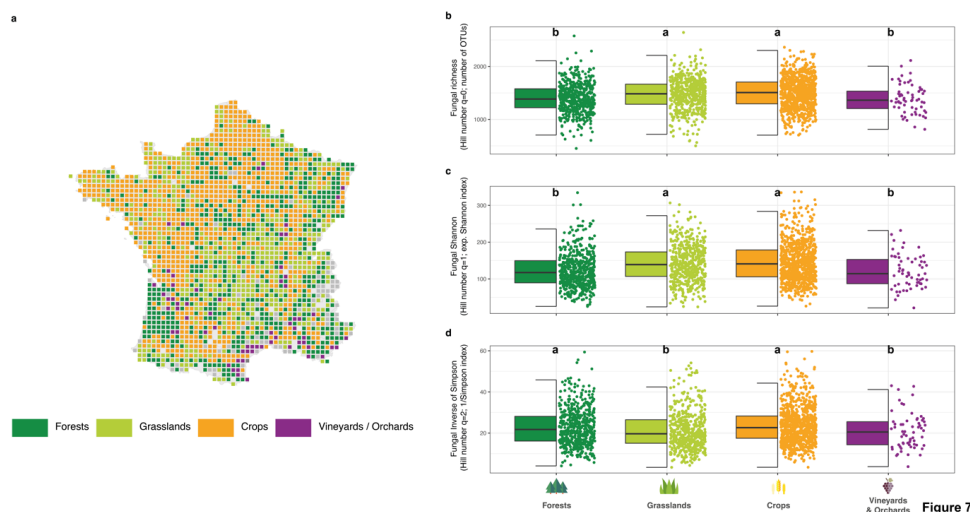 a
Forests
Grasslands
Crops
Vineyards / Orchards
b
Fungal richness
(Hill number q=0; number of OTUs)
2000
1000
b
a
a
b
c
Fungal Shannon
(Hill number q=1; exp. Shannon index)
300
200
100
b
a
a
b
d
Fungal Inverse of Simpson
(Hill number q=2; 1/Simpson index)
60
40
20
a
b
a
b
Forests
Grasslands
Crops
Vineyards
& Orchards
Figure 7